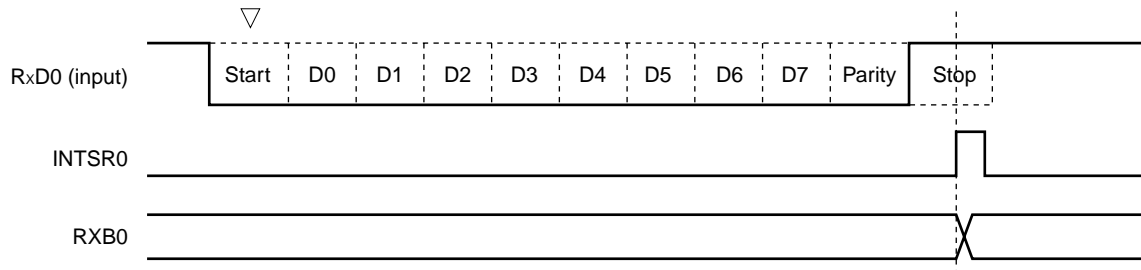 RxD0 (input) Start D0 D1 D2 D3 D4 D5 D6 D7 Parity Stop
INTSR0
RXB0